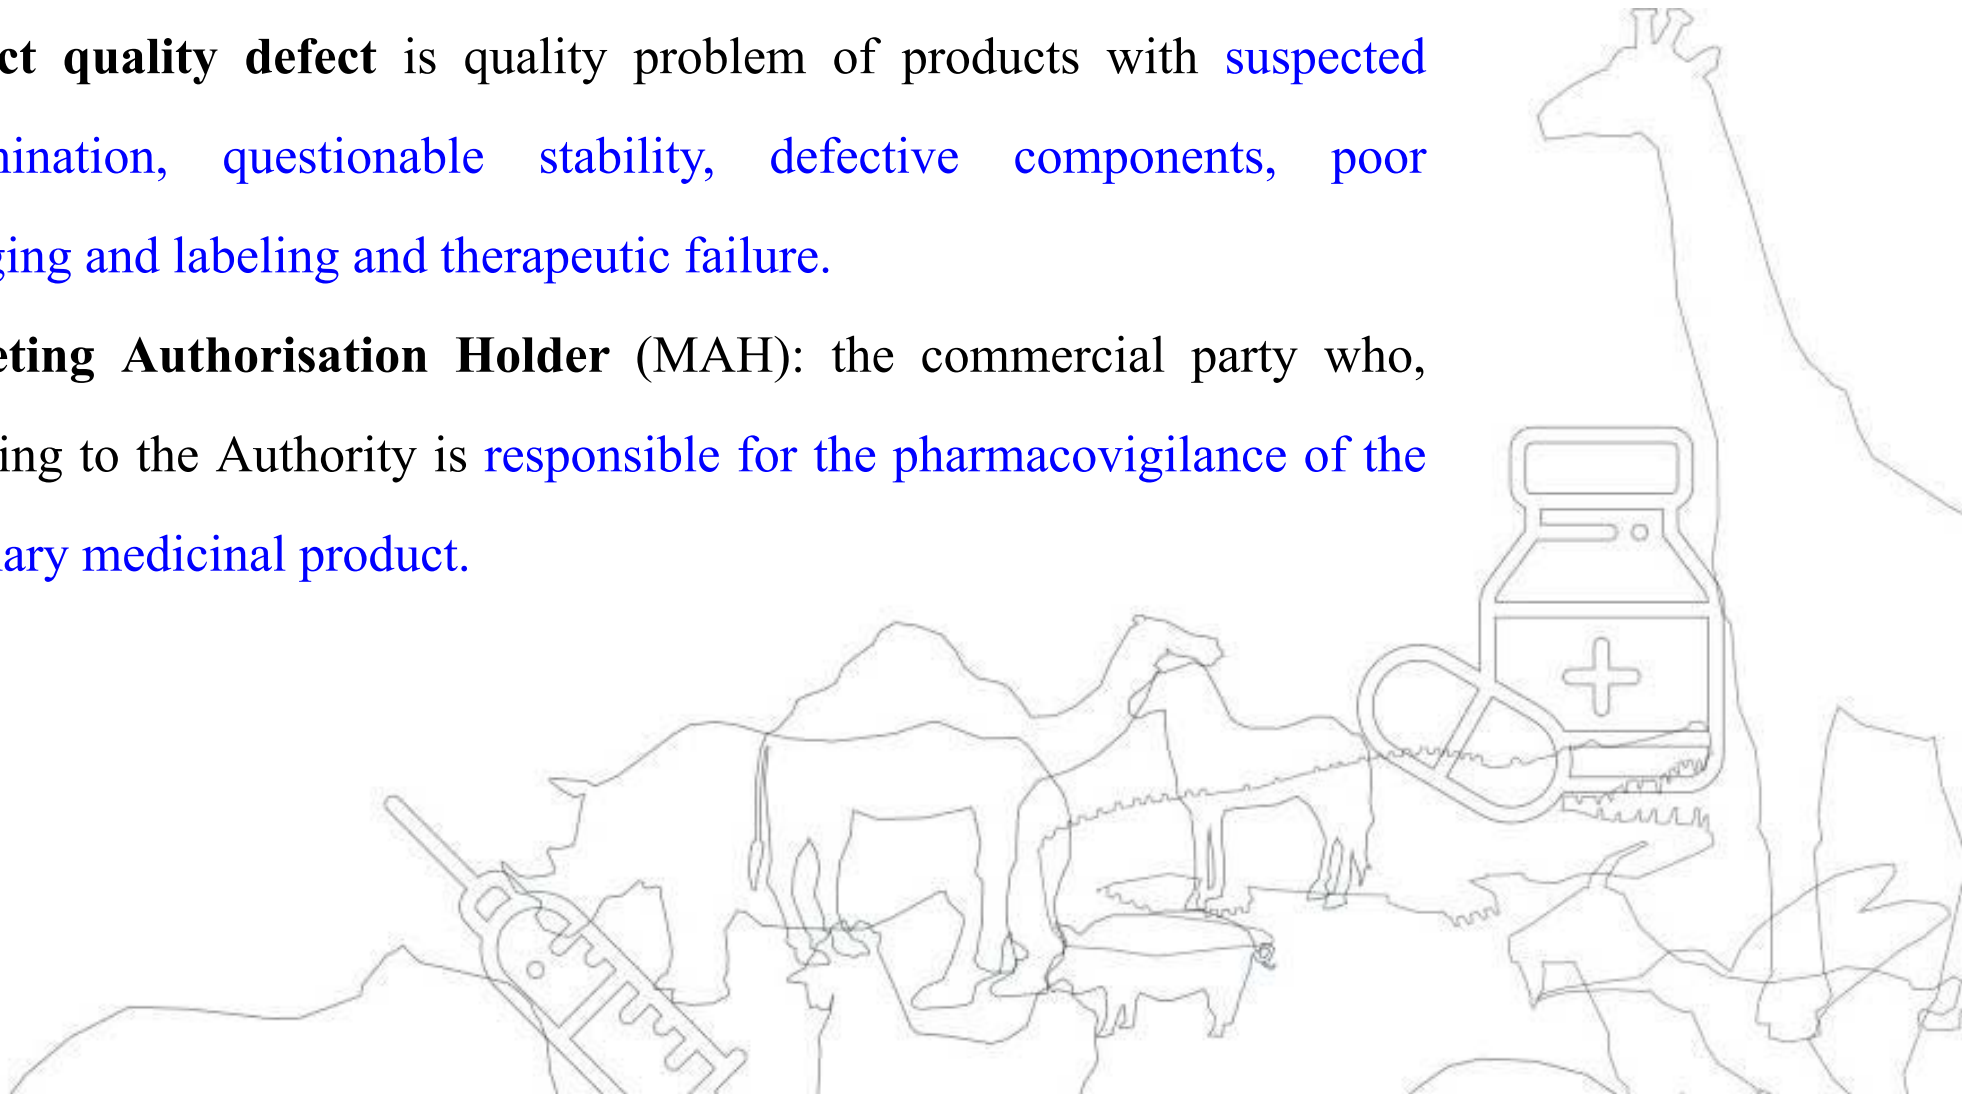 ct quality defect is quality problem of products with suspected
nination, questionable stability, defective components, poor
ging and labeling and therapeutic failure.
eting Authorisation Holder (MAH): the commercial party who,
ing to the Authority is responsible for the pharmacovigilance of the
ary medicinal product.